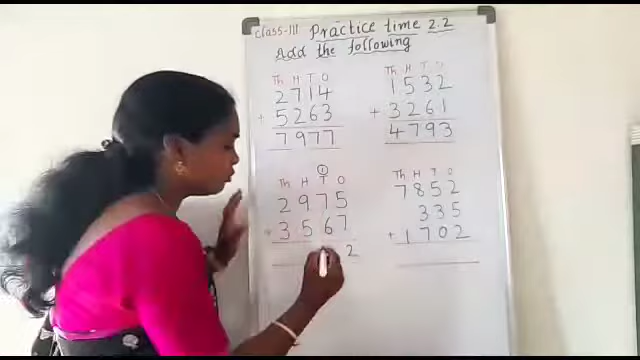 Class-III Practice time 2.2
Add the following
Th H T O
2 7 1 4
+ 5 2 6 3
7 9 7 7
Th H T O
1 5 3 2
+ 3 2 6 1
4 7 9 3
1
Th H T O
2 9 7 5
+ 3 5 6 7
2
Th H T O
7 8 5 2
3 3 5
+ 1 7 0 2